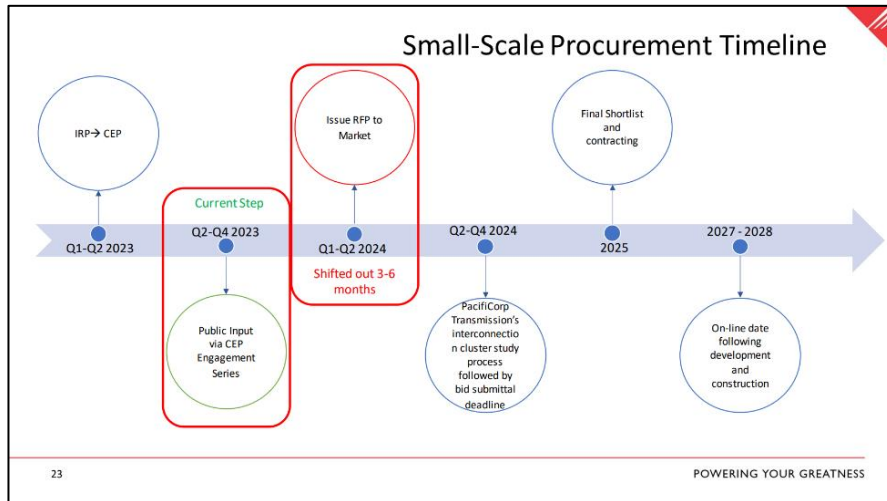 Small-Scale Procurement Timeline
IRP→ CEP
Issue RFP to
Market
Final Shortlist
and
contracting
Current Step
Q1-Q2 2023
Q2-Q4 2023
Q1-Q2 2024
Q2-Q4 2024
2025
2027 - 2028
Shifted out 3-6
months
Public Input
via CEP
Engagement
Series
PacifiCorp
Transmission's
interconnectio
n cluster study
process
followed by
bid submittal
deadline
On-line date
following
development
and
construction
23
POWERING YOUR GREATNESS